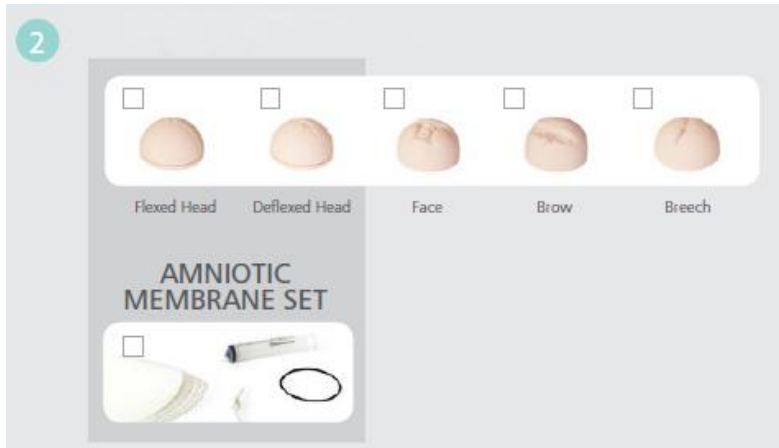 2
Flexed Head Deflexed Head Face Brow Breech
AMNIOTIC
MEMBRANE SET